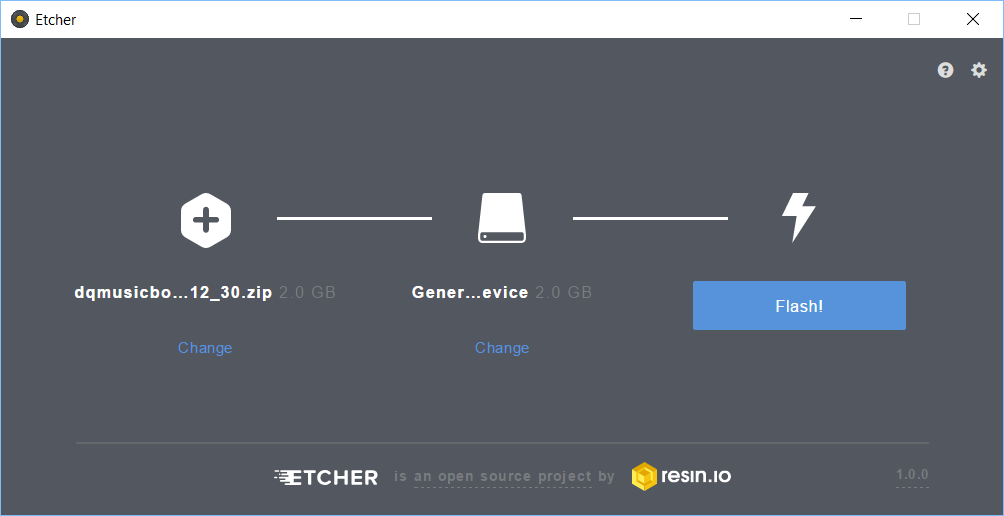 Etcher
dqmusicbo...12_30.zip 2.0 GB
Gener...evice 2.0 GB
Flash!
Change
Change
ETCHER is an open source project by resin.io
1.0.0